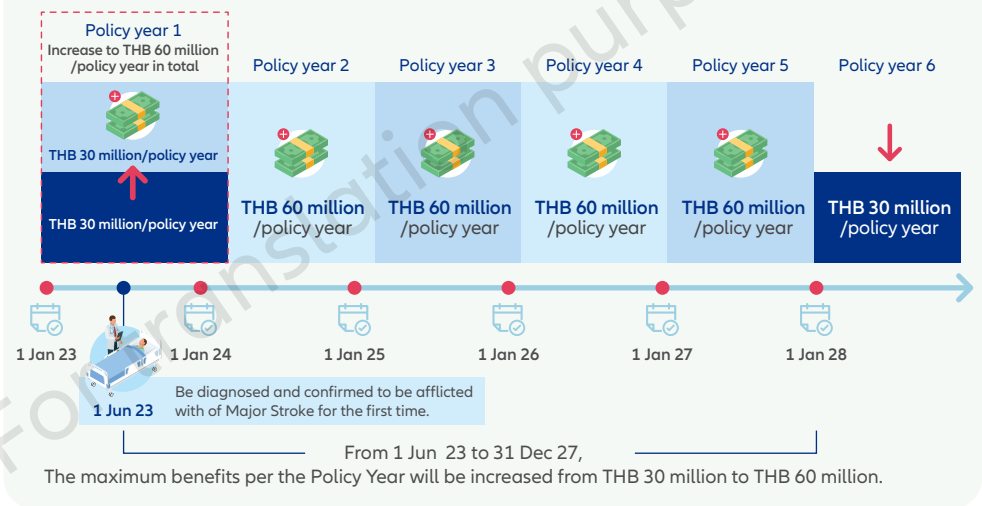 Policy year 1
Increase to THB 60 million
/policy year in total
Policy year 2
Policy year 3
Policy year 4
Policy year 5
Policy year 6
THB 30 million/policy year
THB 30 million/policy year
THB 60 million
/policy year
THB 60 million
/policy year
THB 60 million
/policy year
THB 60 million
/policy year
THB 30 million
/policy year
1 Jan 23
1 Jan 24
1 Jan 25
1 Jan 26
1 Jan 27
1 Jan 28
1 Jun 23
Be diagnosed and confirmed to be afflicted
with of Major Stroke for the first time.
From 1 Jun 23 to 31 Dec 27,
The maximum benefits per the Policy Year will be increased from THB 30 million to THB 60 million.
For translation